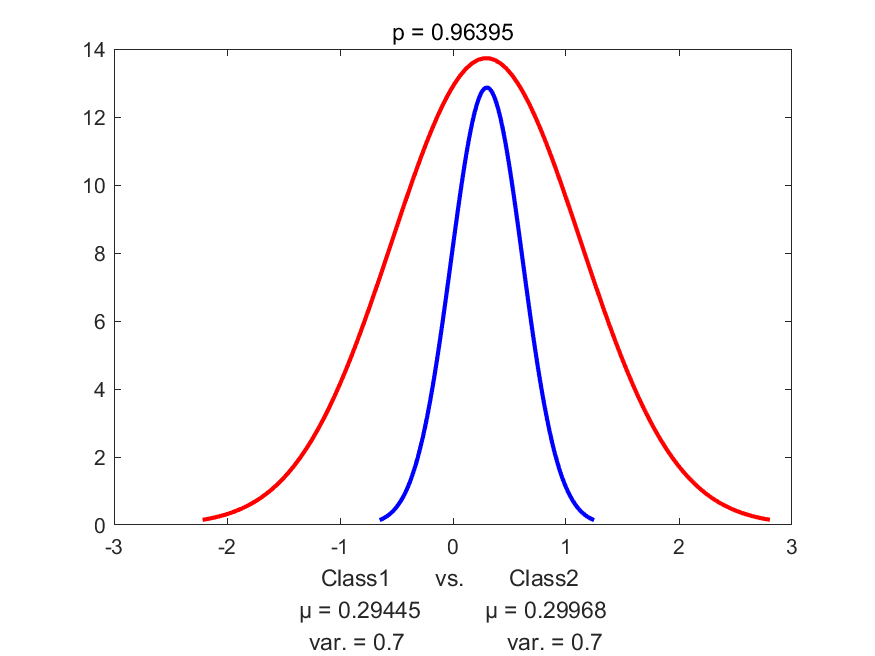 p = 0.96395
14
12
10
8
6
4
2
0
-3 -2 -1 0 1 2 3
Class1 vs. Class2
μ = 0.29445 μ = 0.29968
var. = 0.7 var. = 0.7